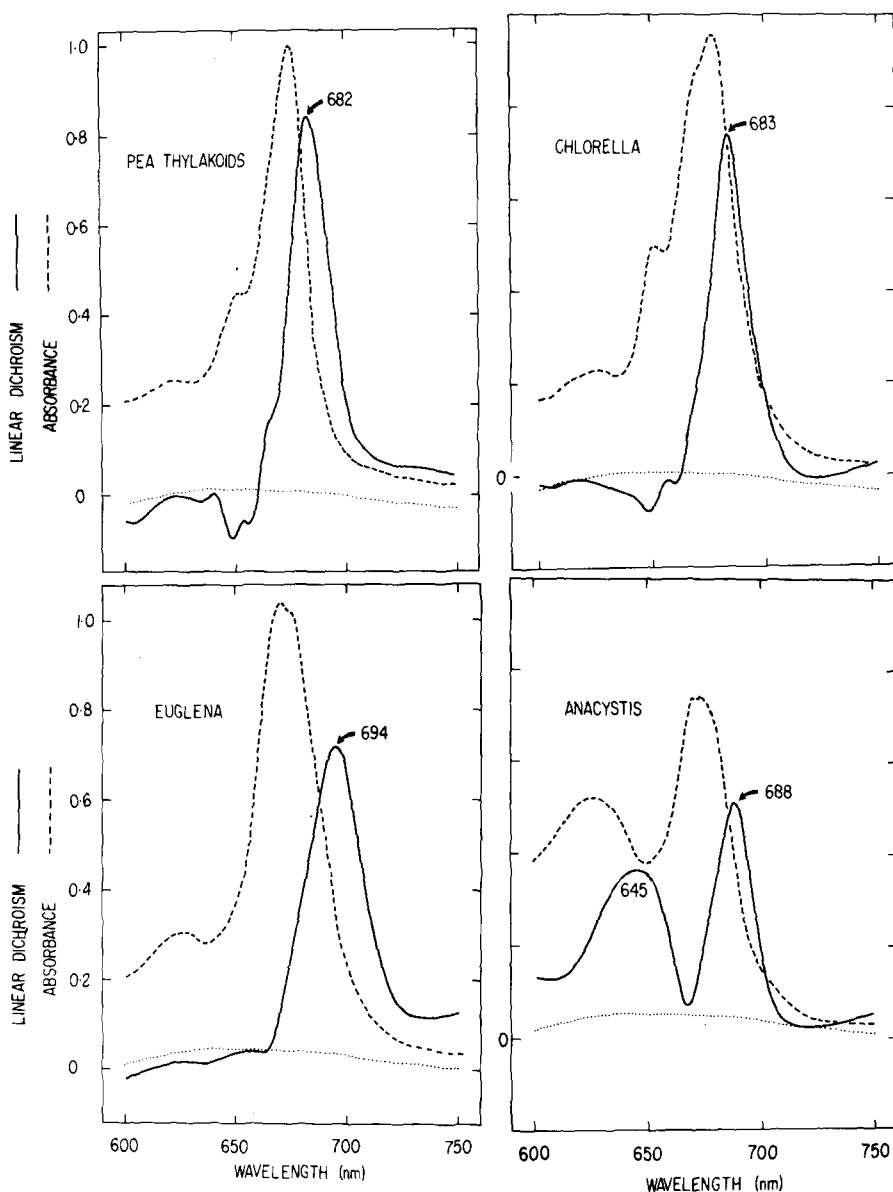 1.0
0.8
0.6
0.4
0.2
0
LINEAR DICHROISM
ABSORBANCE
PEA THYLAKOIDS
682
CHLORELLA
683
0
1.0
0.8
0.6
0.4
0.2
0
LINEAR DICHROISM
ABSORBANCE
EUGLENA
694
600
650
700
750
WAVELENGTH (nm)
ANACYSTIS
688
645
0
600
650
700
750
WAVELENGTH (nm)